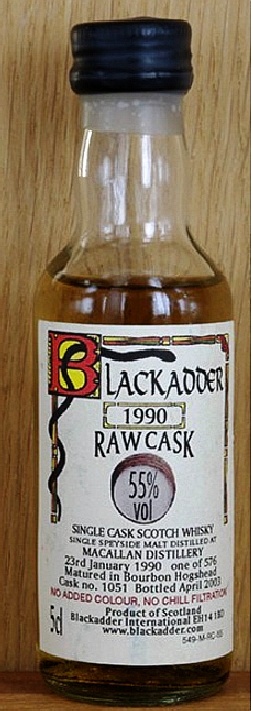 BLACKADDER
1990
RAW CASK
55%
vol
SINGLE CASK SCOTCH WHISKY
SINGLE SPEYSIDE MALT DISTILLED AT
MACALLAN DISTILLERY
23rd January 1990 one of 576
Matured in Bourbon Hogshead
Cask no. 1051 Bottled April 2003
NO ADDED COLOUR, NO CHILL FILTRATION
Product of Scotland
5cl Blackadder International EH14 1RD
www.blackadder.com